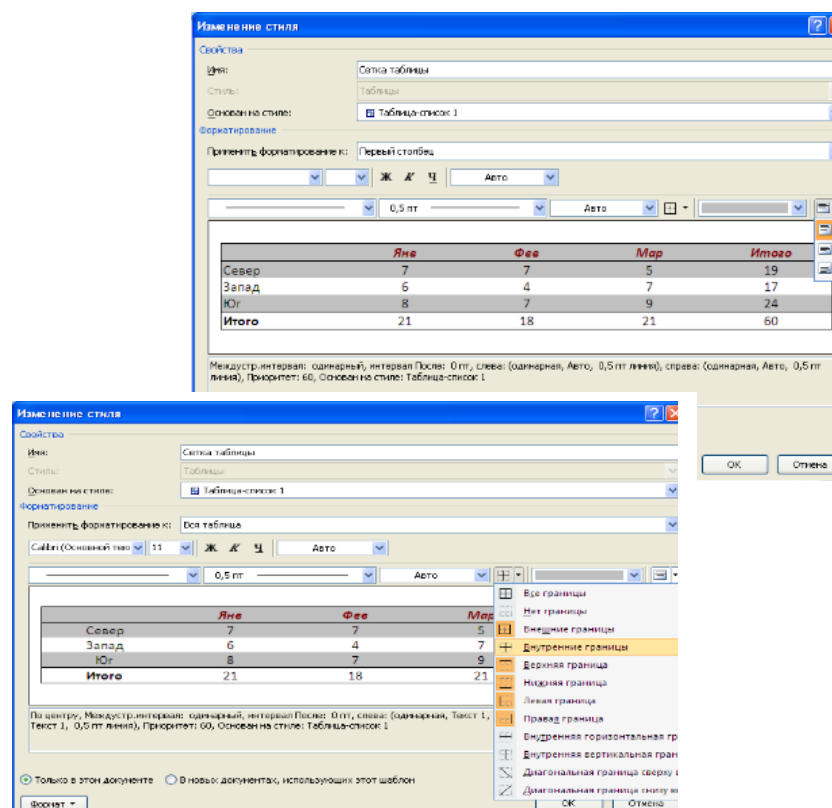 Изменение стиля
Свойства
Имя: Сетка таблицы
Стиль: Таблицы
Основан на стиле: Таблица-список 1
Форматирование
Применить форматирование к: Первый столбец
Ж К Ч Авто
0,5 пт Авто
Янв Фев Мар Итого
Север 7 7 5 19
Запад 6 4 7 17
Юг 8 7 9 24
Итого 21 18 21 60
Междустр.интервал: одинарный, интервал После: 0 пт, слева: (одинарная, Авто, 0,5 пт линия), справа: (одинарная, Авто, 0,5 пт
линия), Приоритет: 60, Основан на стиле: Таблица-список 1
ОК Отмена
Изменение стиля
Свойства
Имя: Сетка таблицы
Стиль: Таблицы
Основан на стиле: Таблица-список 1
Форматирование
Применить форматирование к: Вся таблица
Calibri (Основной тек 11 Ж К Ч Авто
0,5 пт Авто
Янв Фев Мар
Север 7 7 5
Запад 6 4 7
Юг 8 7 9
Итого 21 18 21
По центру, Междустр.интервал: одинарный, интервал После: 0 пт, слева: (одинарная, Текст 1,
Текст 1, 0,5 пт линия), Приоритет: 60, Основан на стиле: Таблица-список 1
Все границы
Нет границы
Внешние границы
Внутренние границы
Верхняя граница
Нижняя граница
Левая граница
Правая граница
Внутренняя горизонтальная гр
Внутренняя вертикальная гран
Диагональная граница сверху в
Диагональная граница снизу вв
Только в этом документе В новых документах, использующих этот шаблон
Формат ОК Отмена